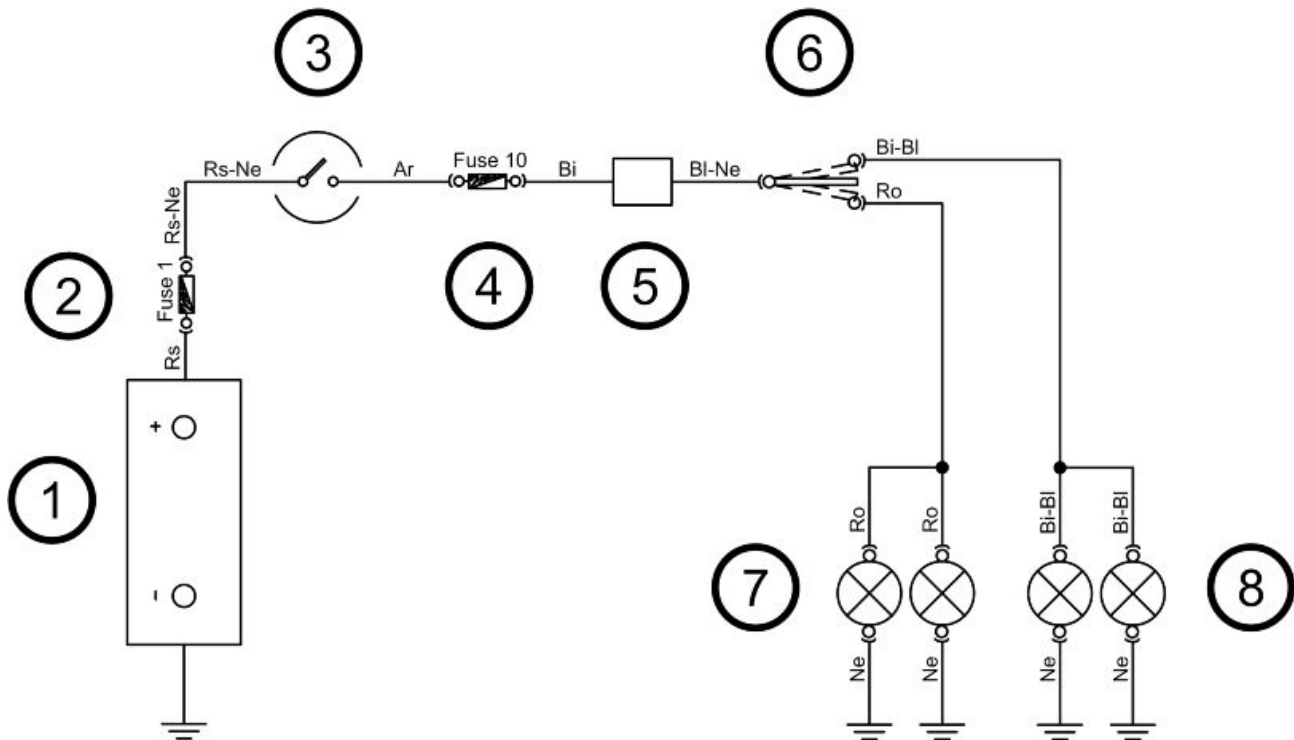 3
6
Bi-Bl
Rs-Ne
Ar
Fuse 10
Bi
Bl-Ne
Ro
Rs-Ne
2
Fuse 1
4
5
Rs
+
1
-
Ro
Ro
Bi-Bl
Bi-Bl
7
8
Ne
Ne
Ne
Ne